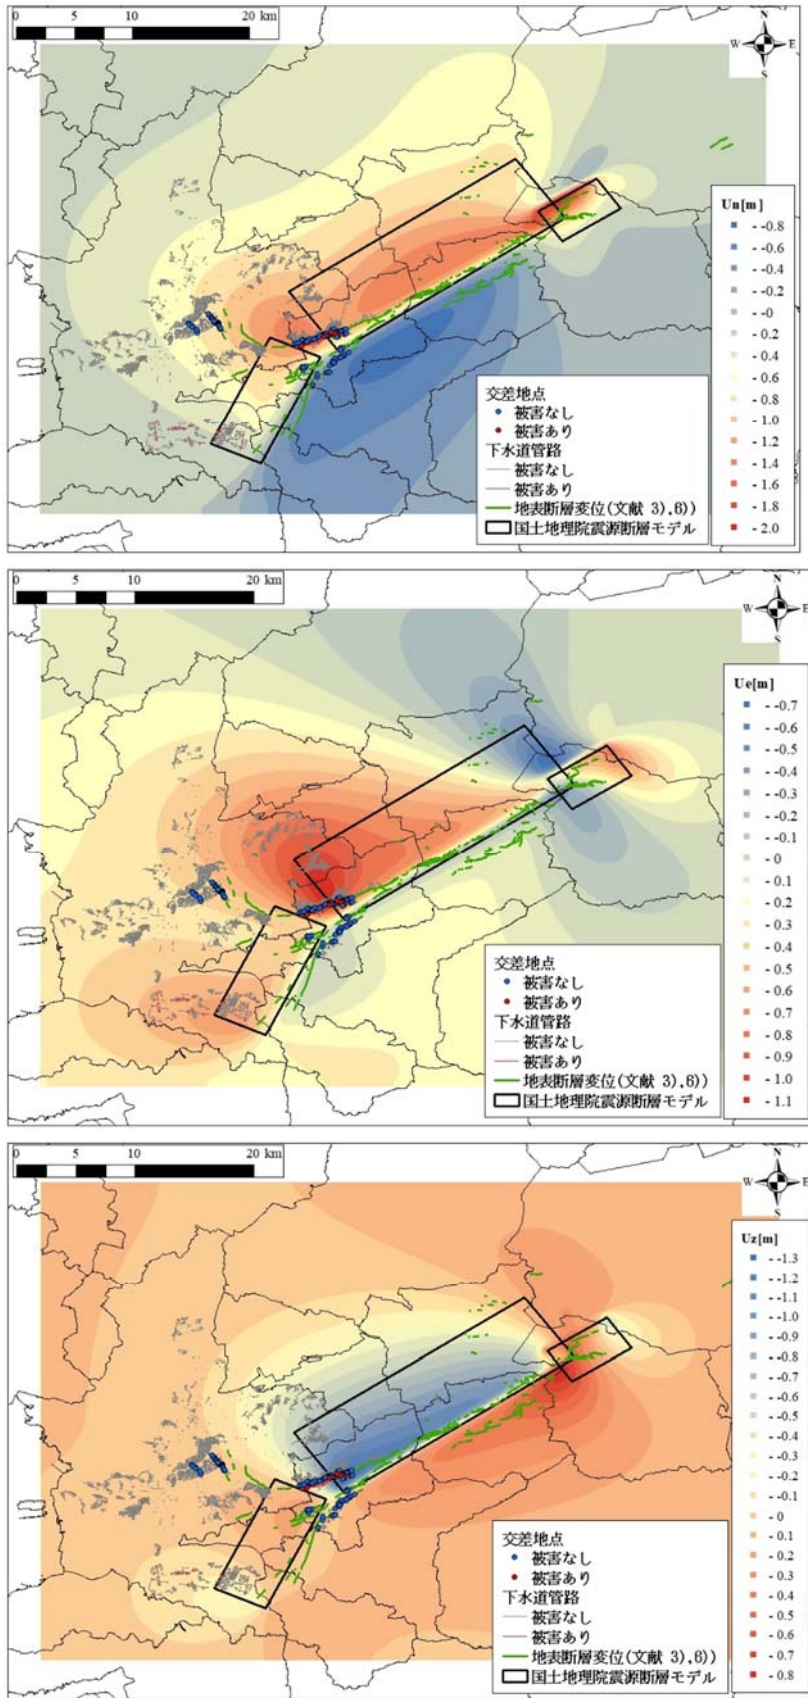 0 5 10 20 km
N
W E
S
Un[m]
- -0.8
- -0.6
- -0.4
- -0.2
- -0
- 0.2
- 0.4
- 0.6
- 0.8
- 1.0
- 1.2
- 1.4
- 1.6
- 1.8
- 2.0
交差地点
被害なし
被害あり
下水道管路
被害なし
被害あり
地表断層変位(文献 3),6))
国土地理院震源断層モデル
0 5 10 20 km
N
W E
S
Ue[m]
- -0.7
- -0.6
- -0.5
- -0.4
- -0.3
- -0.2
- -0.1
- 0
- 0.1
- 0.2
- 0.3
- 0.4
- 0.5
- 0.6
- 0.7
- 0.8
- 0.9
- 1.0
- 1.1
交差地点
被害なし
被害あり
下水道管路
被害なし
被害あり
地表断層変位(文献 3),6))
国土地理院震源断層モデル
0 5 10 20 km
N
W E
S
Uz[m]
- -1.3
- -1.2
- -1.1
- -1.0
- -0.9
- -0.8
- -0.7
- -0.6
- -0.5
- -0.4
- -0.3
- -0.2
- -0.1
- 0
- 0.1
- 0.2
- 0.3
- 0.4
- 0.5
- 0.6
- 0.7
- 0.8
交差地点
被害なし
被害あり
下水道管路
被害なし
被害あり
地表断層変位(文献 3),6))
国土地理院震源断層モデル